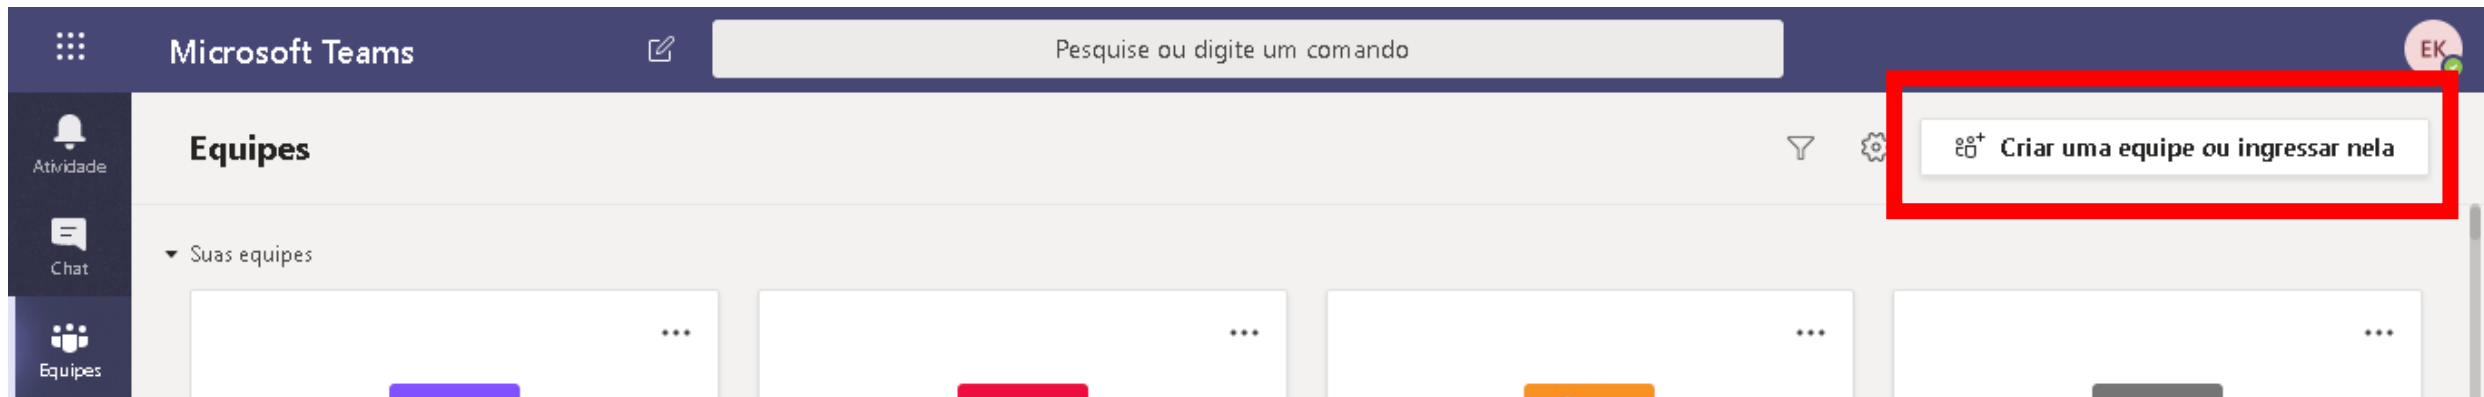 Microsoft Teams
Pesquise ou digite um comando
EK
Atividade
Equipes
Criar uma equipe ou ingressar nela
Chat
Suas equipes
Equipes